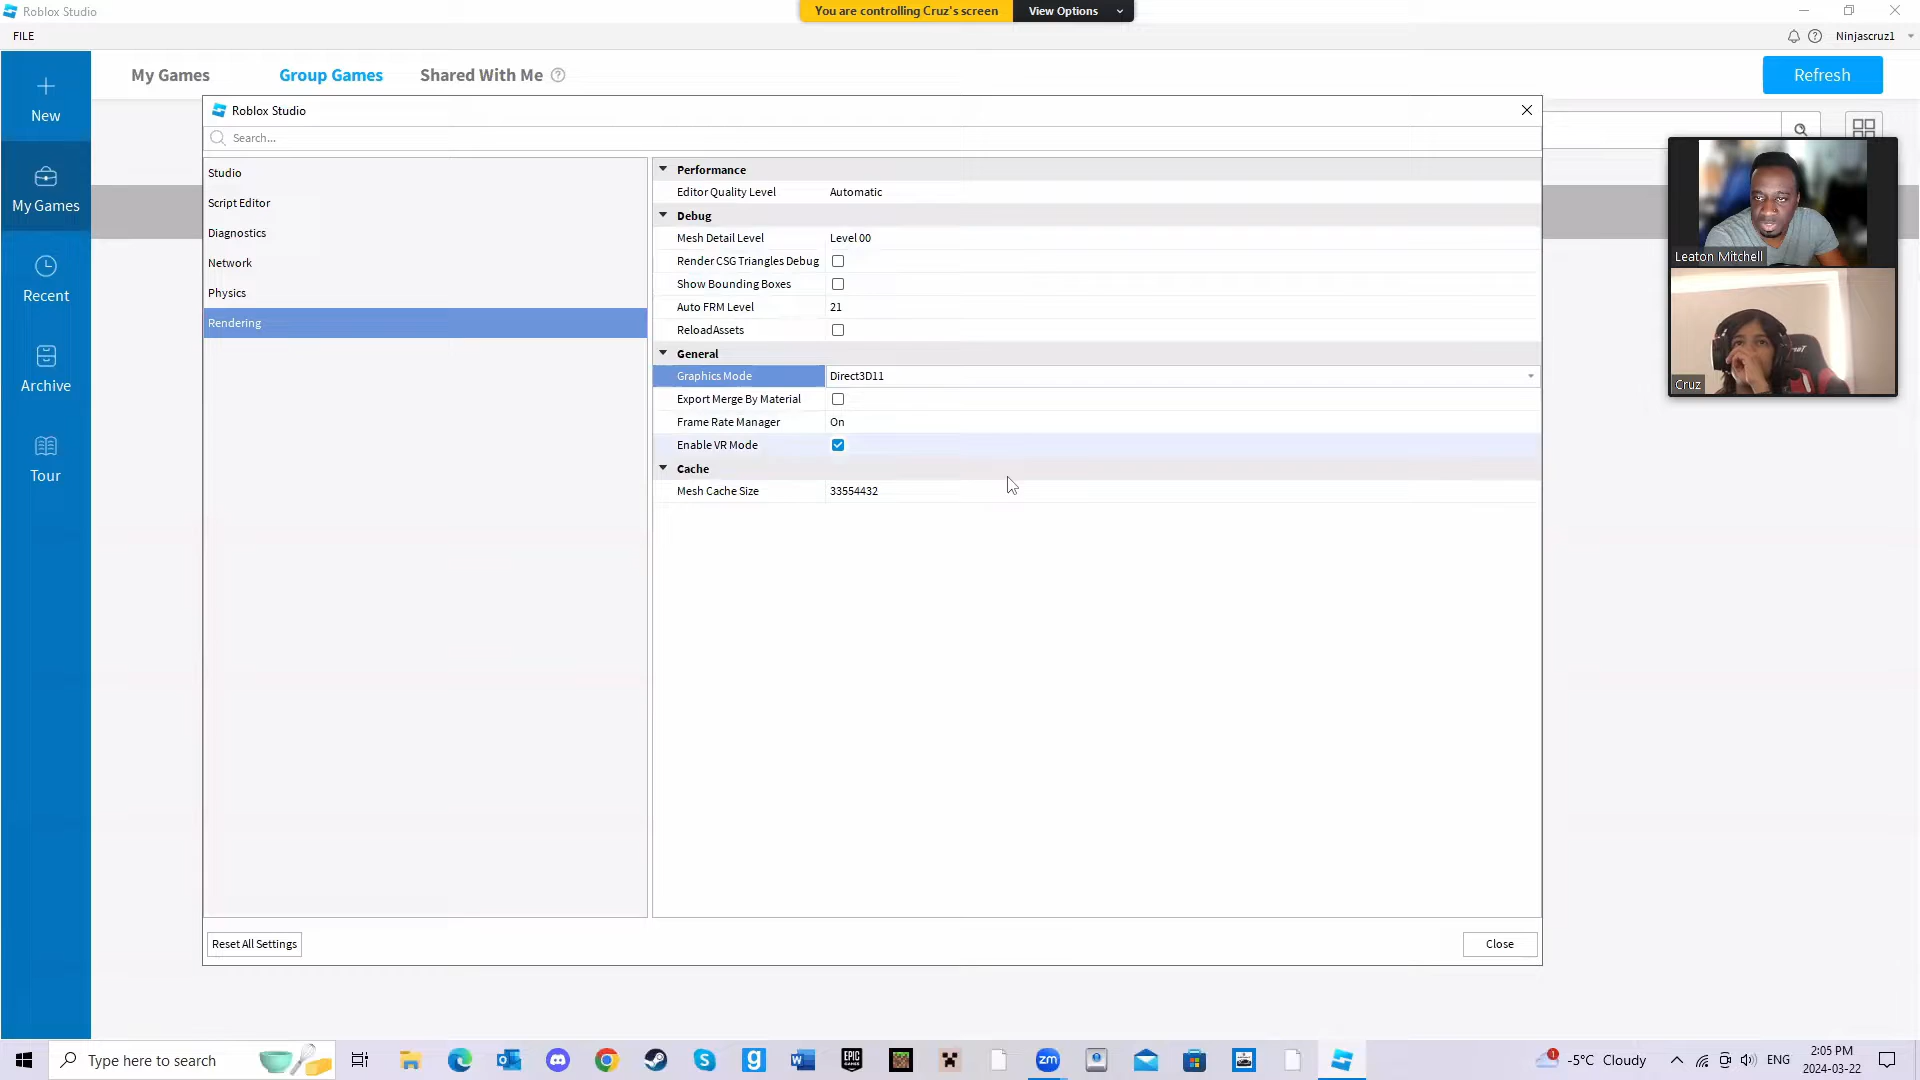 Roblox Studio
You are controlling Cruz's screen
View Options
FILE
Ninjascruz1
My Games
Group Games
Shared With Me
Refresh
New
My Games
Recent
Archive
Tour
Roblox Studio
Search...
Studio
Script Editor
Diagnostics
Network
Physics
Rendering
Performance
Editor Quality Level Automatic
Debug
Mesh Detail Level Level 00
Render CSG Triangles Debug
Show Bounding Boxes
Auto FRM Level 21
ReloadAssets
General
Graphics Mode Direct3D11
Export Merge By Material
Frame Rate Manager On
Enable VR Mode
Cache
Mesh Cache Size 33554432
Reset All Settings
Close
Leaton Mitchell
Cruz
Type here to search
EPIC
GAMES
zm
1
-5°C Cloudy
ENG
2:05 PM
2024-03-22